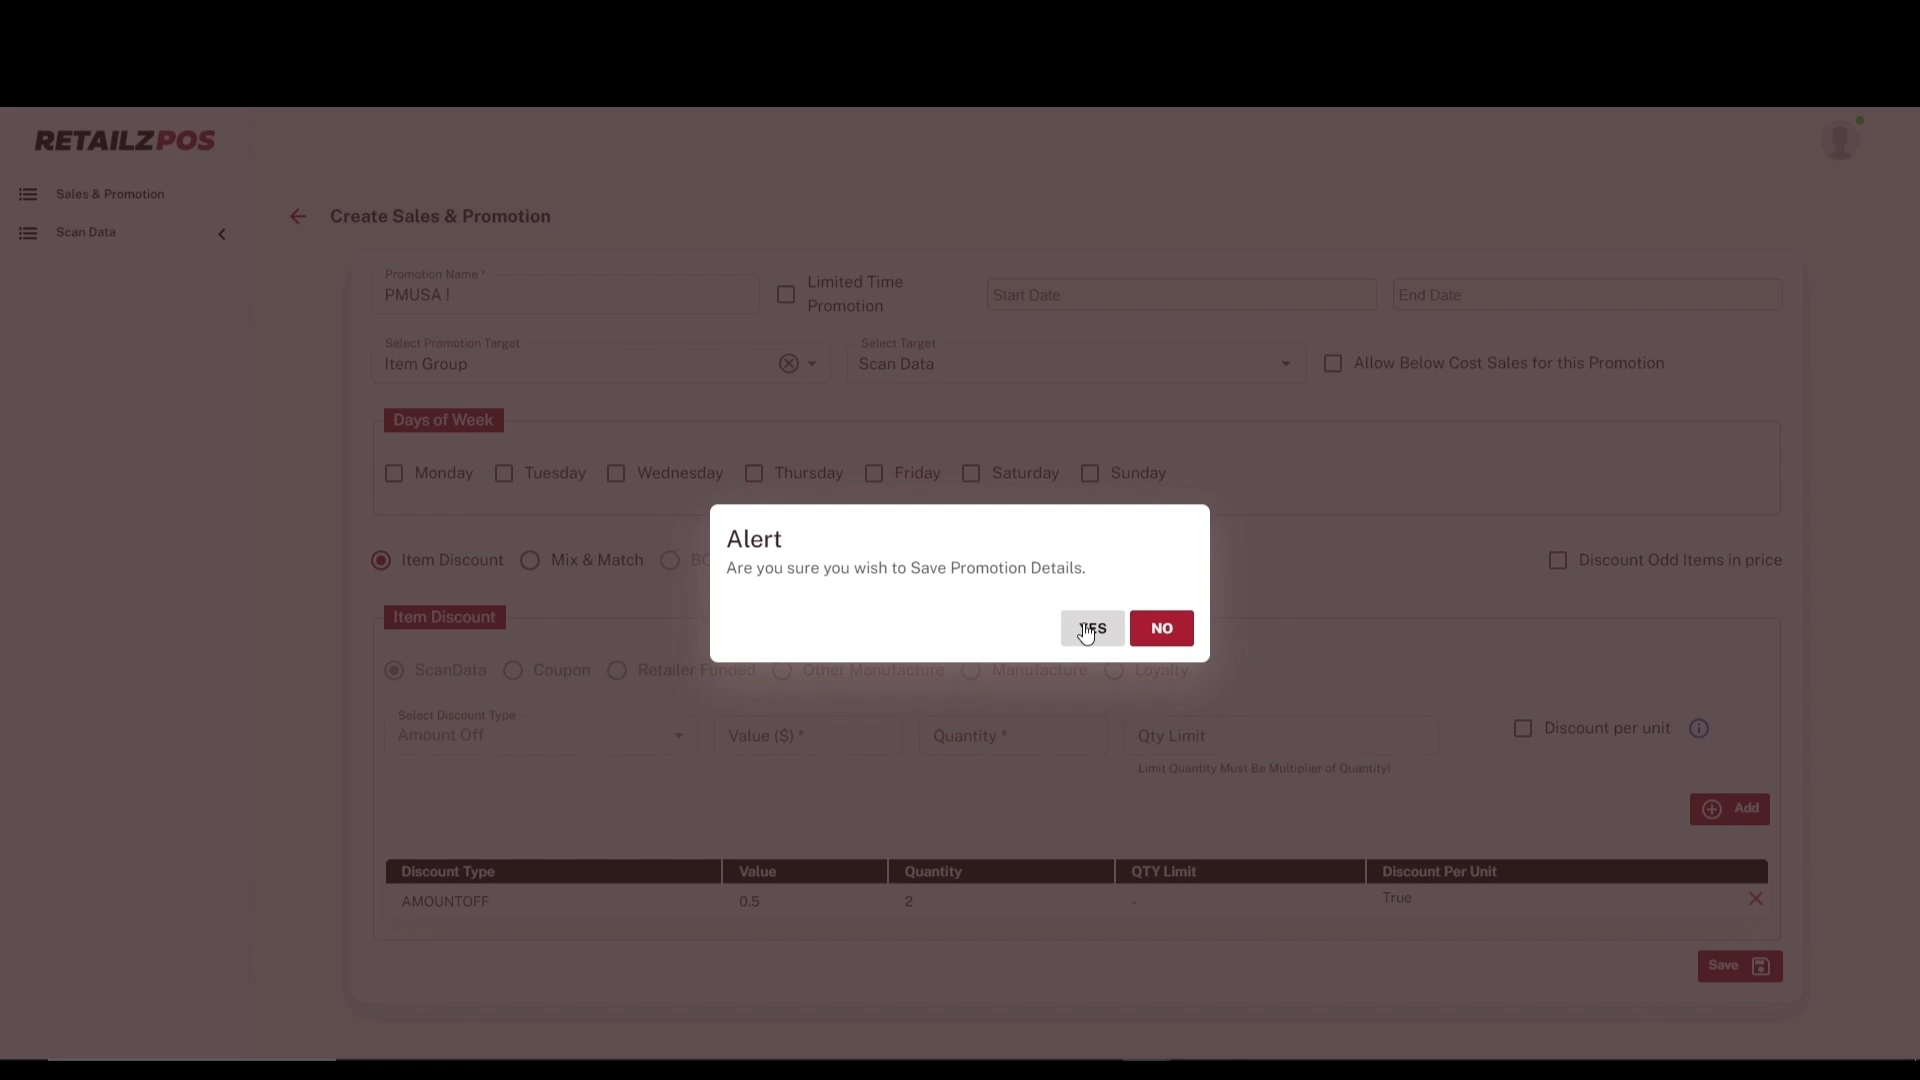 RETAILZPOS
Sales & Promotion
Scan Data
Create Sales & Promotion
Promotion Name *
PMUSA !
Limited Time
Promotion
Start Date
End Date
Select Promotion Target
Item Group
Select Target
Scan Data
Allow Below Cost Sales for this Promotion
Days of Week
Monday Tuesday Wednesday Thursday Friday Saturday Sunday
Alert
Are you sure you wish to Save Promotion Details.
YES NO
Item Discount Mix & Match
Discount Odd Items in price
Item Discount
ScanData Coupon Retailer Funded Other Manufacture Manufacture Loyalty
Select Discount Type
Amount Off
Value ($) *
Quantity *
Qty Limit
Limit Quantity Must Be Multiplier of Quantity!
Discount per unit
Add
Discount Type Value Quantity QTY Limit Discount Per Unit
AMOUNTOFF 0.5 2 - True
Save